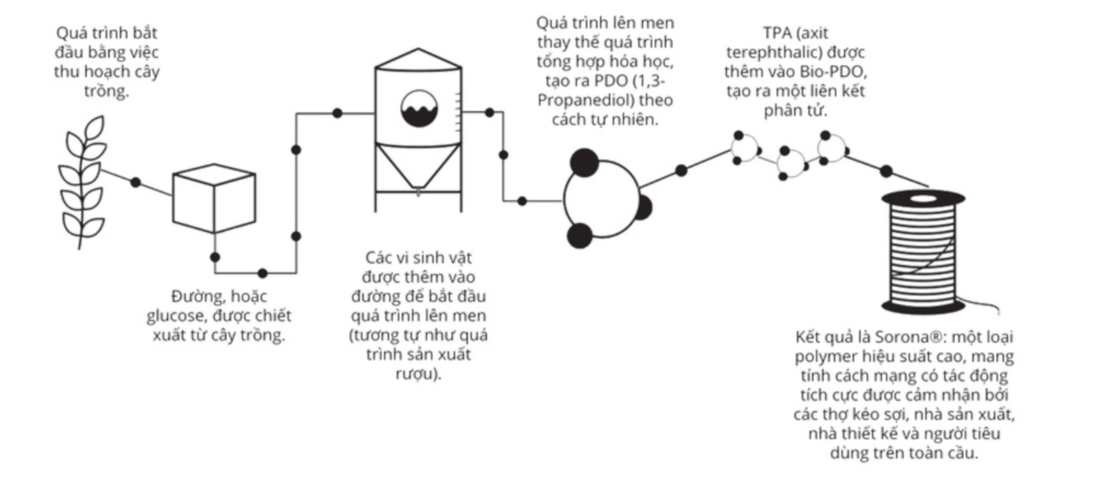 Quá trình bắt
đầu bằng việc
thu hoạch cây
trồng.
Đường, hoặc
glucose, được chiết
xuất từ cây trồng.
Các vi sinh vật
được thêm vào
đường để bắt đầu
quá trình lên men
(tương tự như quá
trình sản xuất
rượu).
Quá trình lên men
thay thế quá trình
tổng hợp hóa học,
tạo ra PDO (1,3-
Propanediol) theo
cách tự nhiên.
TPA (axit
terephthalic) được
thêm vào Bio-PDO,
tạo ra một liên kết
phân tử.
Kết quả là Sorona®: một loại
polymer hiệu suất cao, mang
tính cách mạng có tác động
tích cực được cảm nhận bởi
các thợ kéo sợi, nhà sản xuất,
nhà thiết kế và người tiêu
dùng trên toàn cầu.